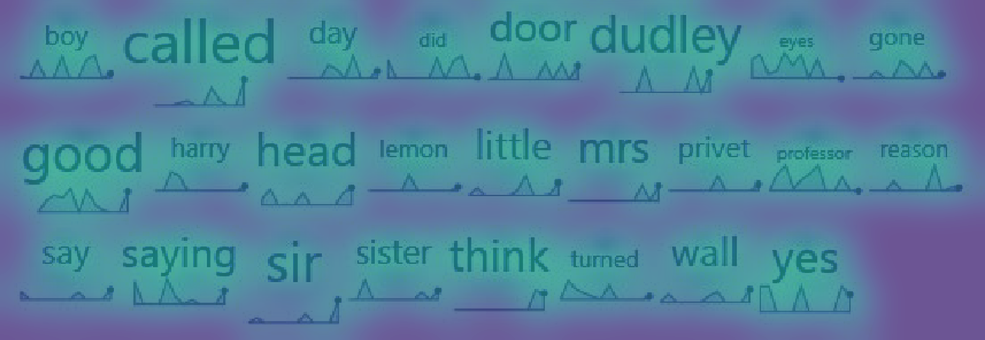 boy called day did door dudley eyes gone
good harry head lemon little mrs privet professor reason
say saying sir sister think turned wall yes